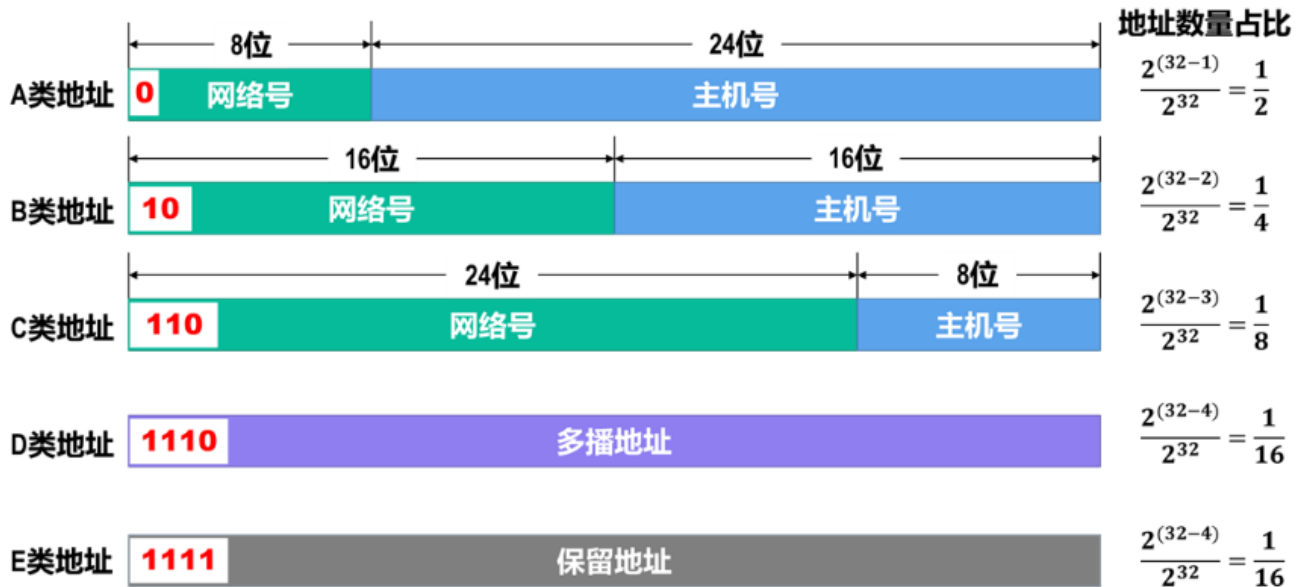 地址数量占比
8位 24位
A类地址 0 网络号 主机号 2^(32−1)/2^32 = 1/2
16位 16位
B类地址 10 网络号 主机号 2^(32−2)/2^32 = 1/4
24位 8位
C类地址 110 网络号 主机号 2^(32−3)/2^32 = 1/8
D类地址 1110 多播地址 2^(32−4)/2^32 = 1/16
E类地址 1111 保留地址 2^(32−4)/2^32 = 1/16